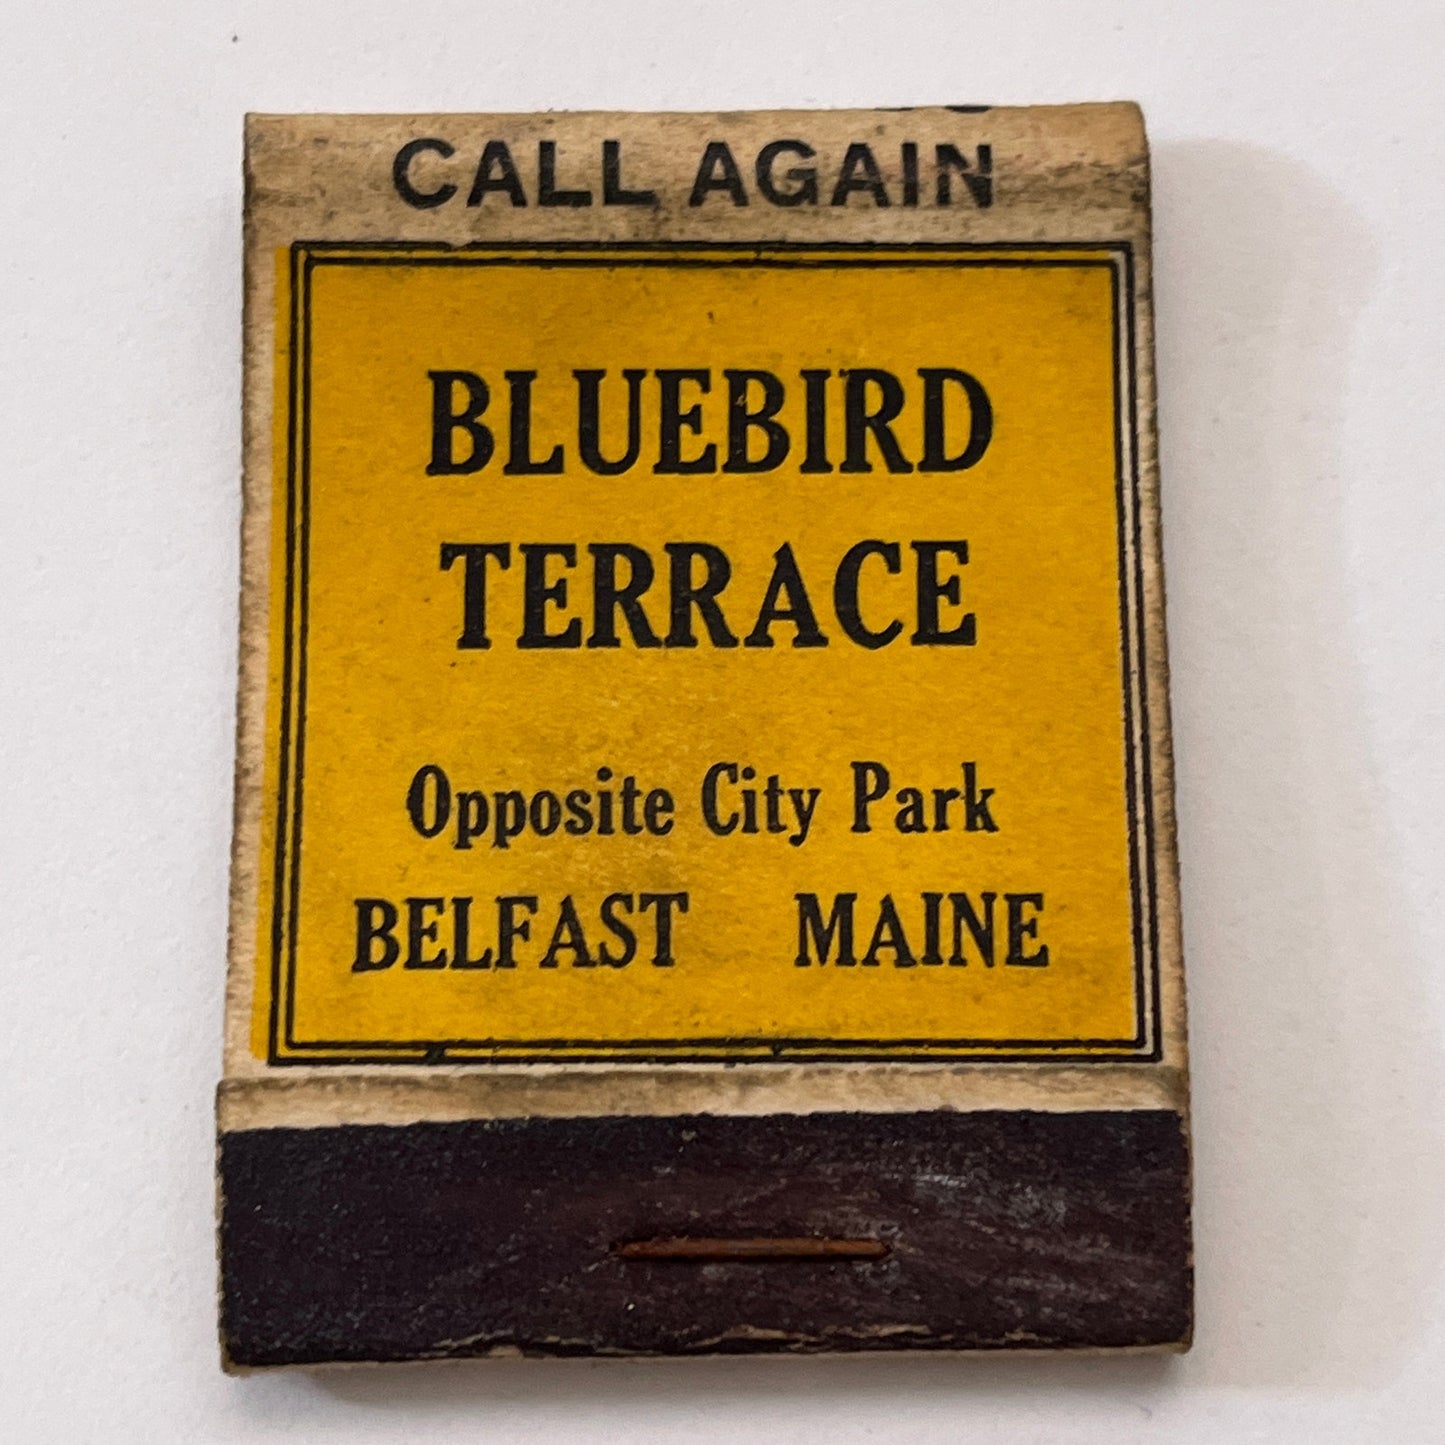 CALL AGAIN
BLUEBIRD
TERRACE
Opposite City Park
BELFAST MAINE